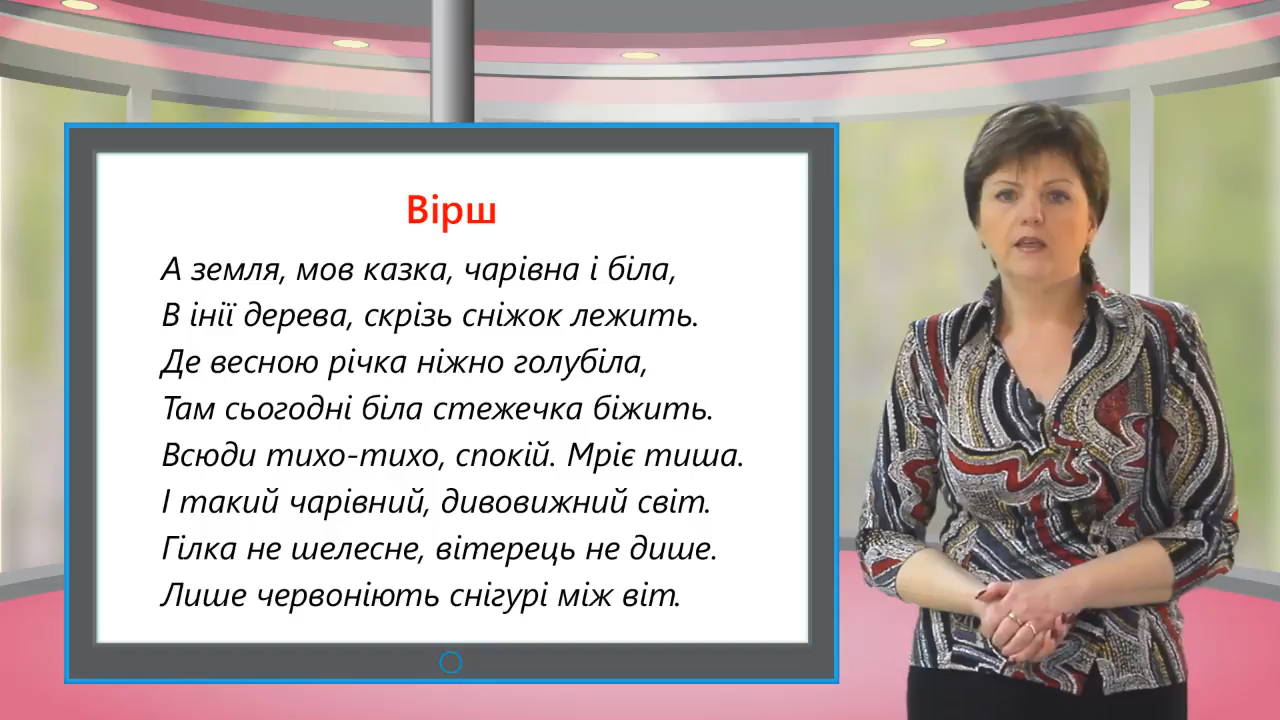 Вірш
А земля, мов казка, чарівна і біла,
В інії дерева, скрізь сніжок лежить.
Де весною річка ніжно голубіла,
Там сьогодні біла стежечка біжить.
Всюди тихо-тихо, спокій. Мріє тиша.
І такий чарівний, дивовижний світ.
Гілка не шелесне, вітерець не дише.
Лише червоніють снігурі між віт.